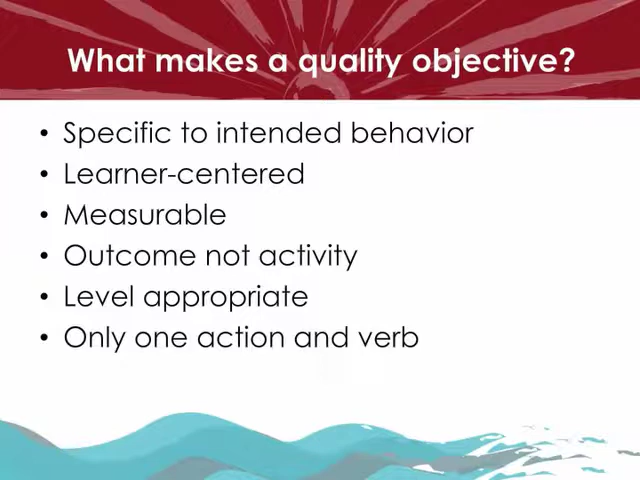 What makes a quality objective?
• Specific to intended behavior
• Learner-centered
• Measurable
• Outcome not activity
• Level appropriate
• Only one action and verb